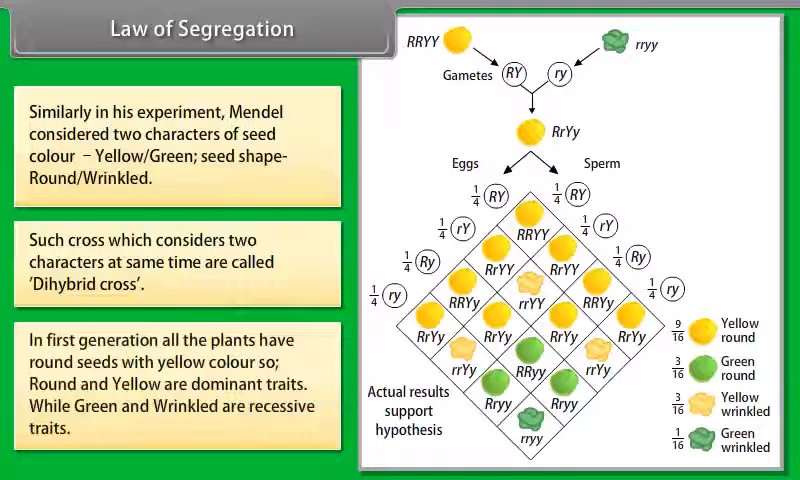 Law of Segregation
Similarly in his experiment, Mendel
considered two characters of seed
colour – Yellow/Green; seed shape-
Round/Wrinkled.
Such cross which considers two
characters at same time are called
‘Dihybrid cross’.
In first generation all the plants have
round seeds with yellow colour so;
Round and Yellow are dominant traits.
While Green and Wrinkled are recessive
traits.
RRYY rryy
Gametes RY ry
RrYy
Eggs Sperm
1/4 RY 1/4 RY
RRYY
1/4 rY 1/4 rY
RrYY RrYY
1/4 Ry 1/4 Ry
RRYy rrYY RRYy
1/4 ry 1/4 ry
RrYy RrYy RrYy RrYy
rrYy RRyy rrYy
Rryy Rryy
rryy
Actual results
support
hypothesis
9/16 Yellow
round
3/16 Green
round
3/16 Yellow
wrinkled
1/16 Green
wrinkled